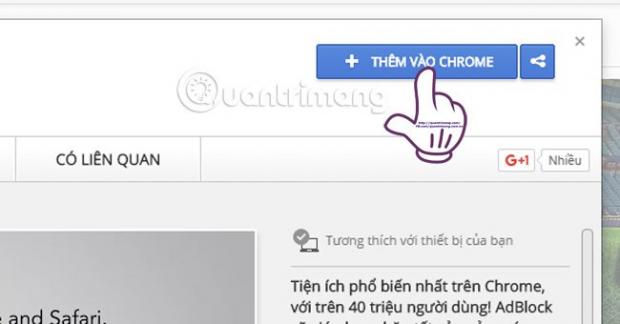 THÊM VÀO CHROME
Quantrimang
CÓ LIÊN QUAN
G+1 Nhiều
Tương thích với thiết bị của bạn
Tiện ích phổ biến nhất trên Chrome,
với trên 40 triệu người dùng! AdBlock
e and Safari.